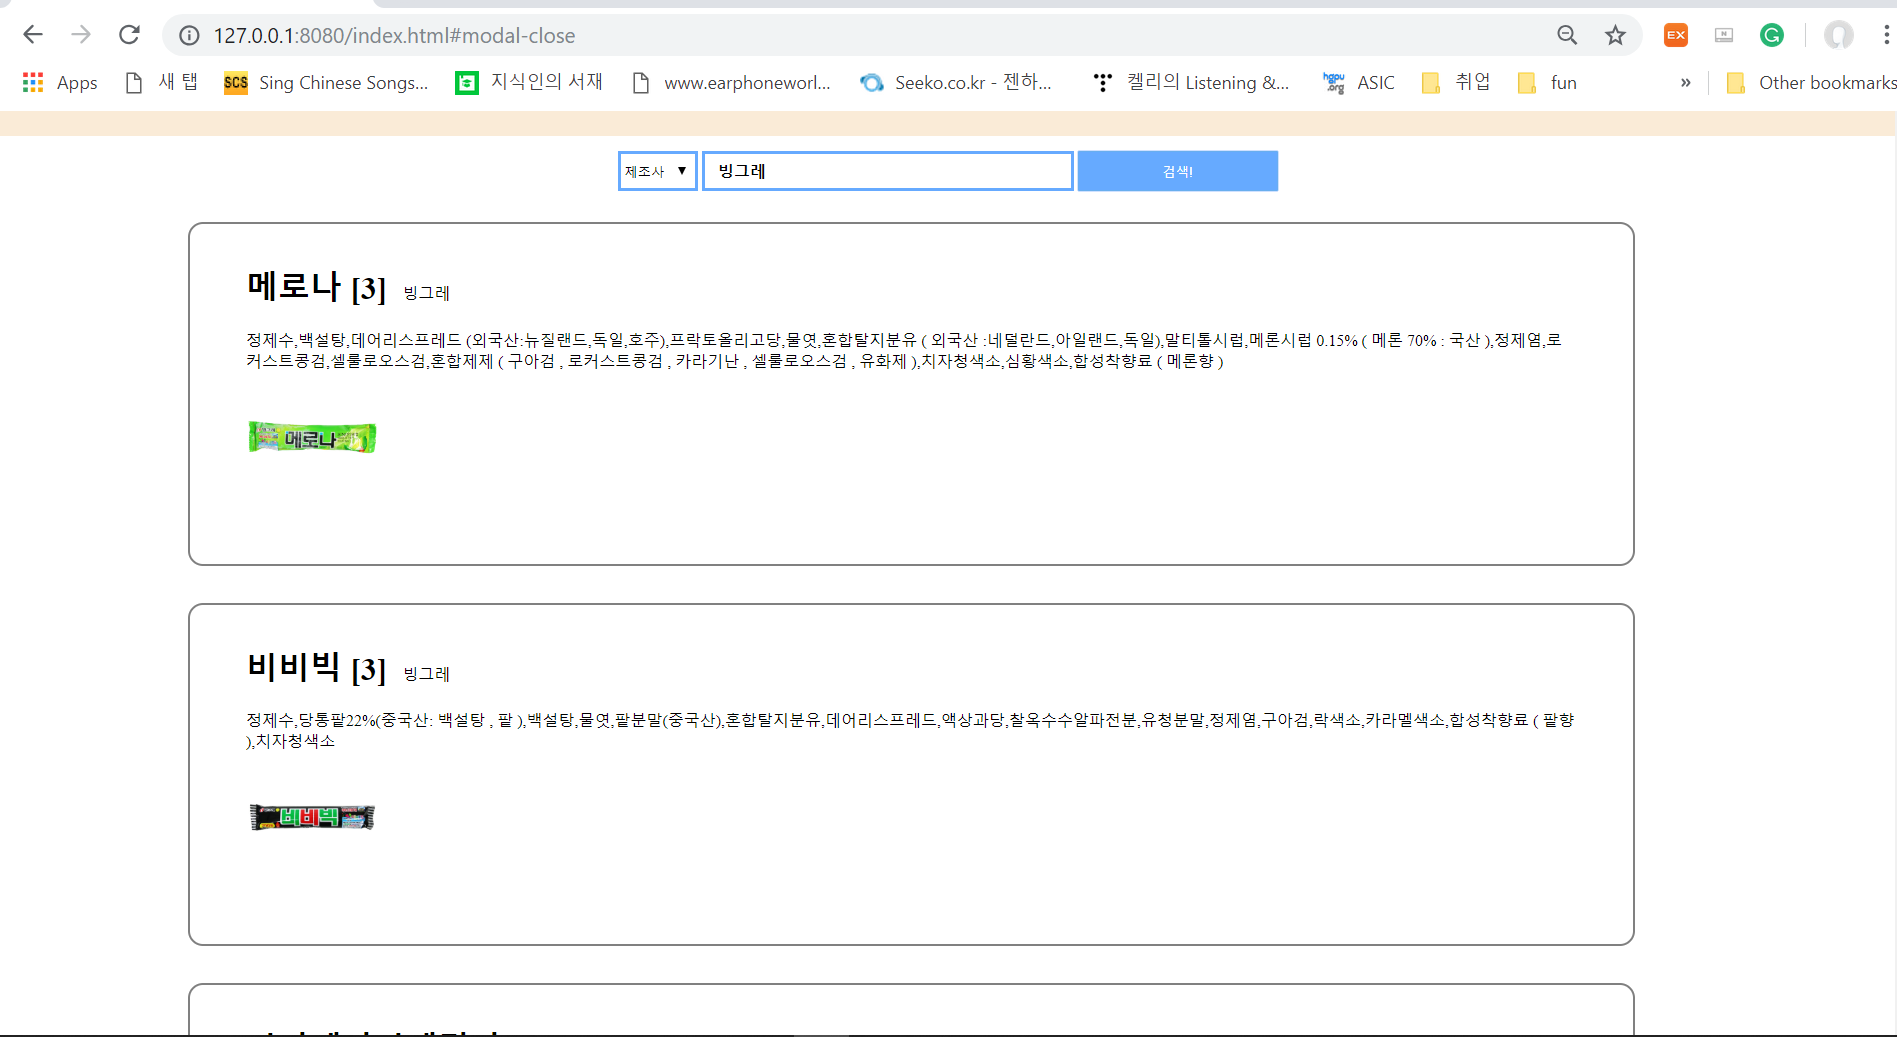 127.0.0.1:8080/index.html#modal-close
EX
Apps 새 탭 SCS Sing Chinese Songs... 지식인의 서재 www.earphoneworl... Seeko.co.kr - 젠하... 켈리의 Listening &... hgpu.org ASIC 취업 fun » Other bookmarks
제조사 ▼ 빙그레 검색!
메로나 [3] 빙그레
정제수,백설탕,데어리스프레드 (외국산:뉴질랜드,독일,호주),프락토올리고당,물엿,혼합탈지분유 ( 외국산 :네덜란드,아일랜드,독일),말티톨시럽,메론시럽 0.15% ( 메론 70% : 국산 ),정제염,로
커스트콩검,셀룰로오스검,혼합제제 ( 구아검 , 로커스트콩검 , 카라기난 , 셀룰로오스검 , 유화제 ),치자청색소,심황색소,합성착향료 ( 메론향 )
메로나
비비빅 [3] 빙그레
정제수,당통팥22%(중국산: 백설탕 , 팥 ),백설탕,물엿,팥분말(중국산),혼합탈지분유,데어리스프레드,액상과당,찰옥수수알파전분,유청분말,정제염,구아검,락색소,카라멜색소,합성착향료 ( 팥향
),치자청색소
비비빅